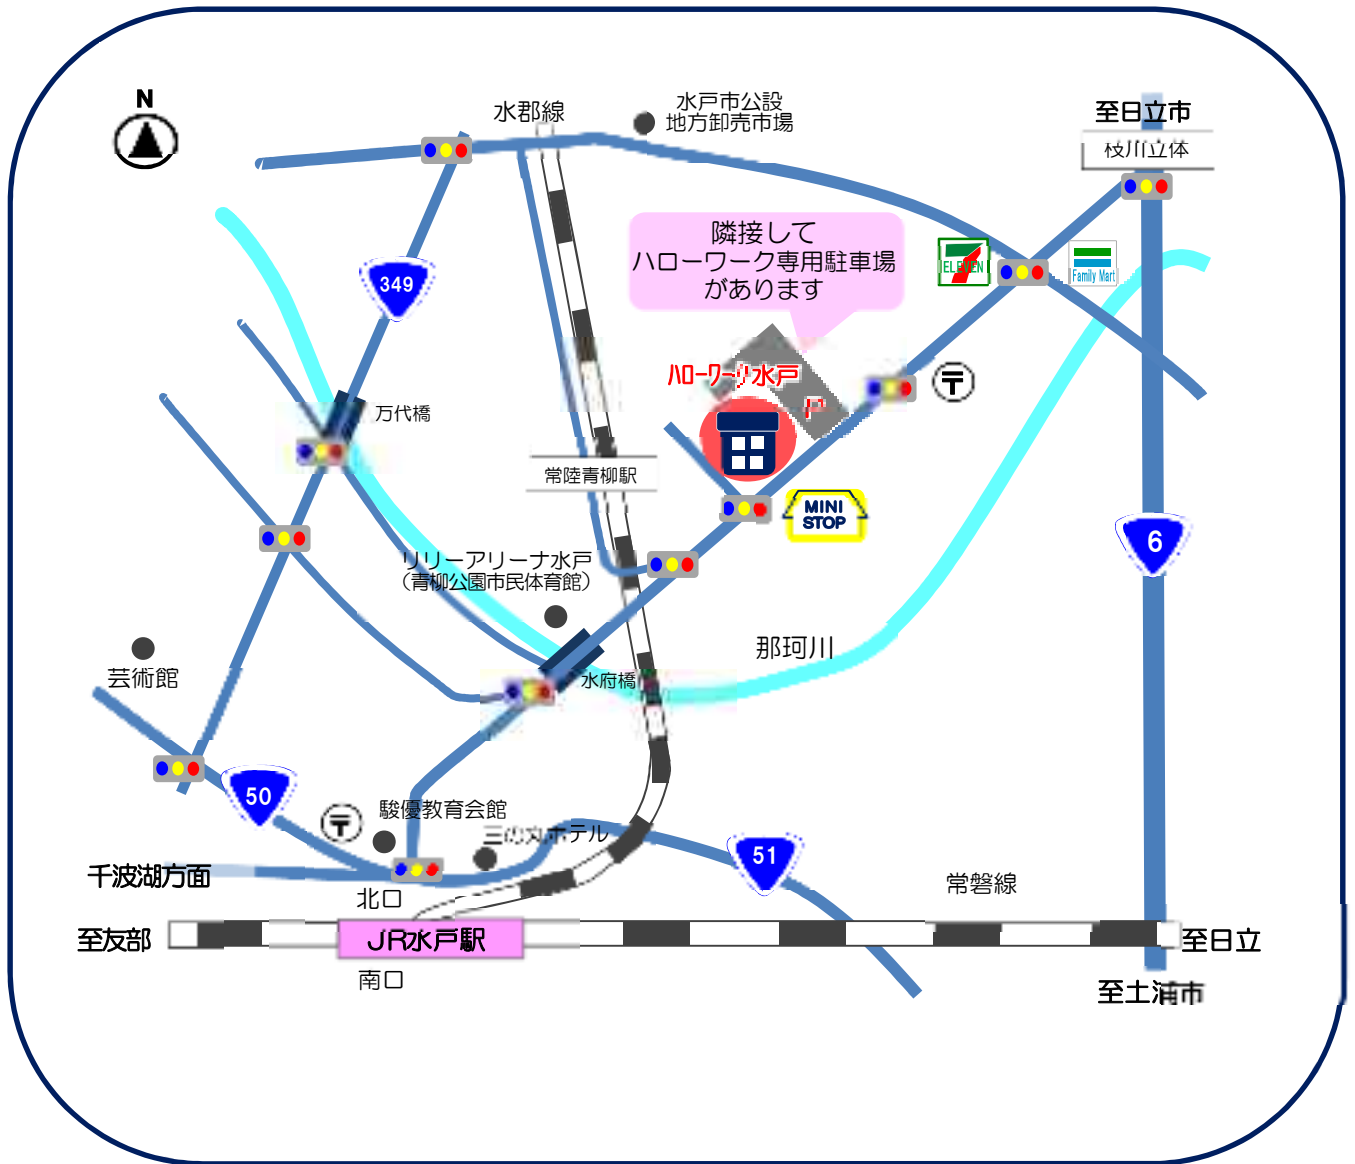 N
水郡線
水戸市公設
地方卸売市場
至日立市
枝川立体
隣接して
ハローワーク専用駐車場
があります
ELEVEN
Family Mart
349
ハローワーク水戸
P
万代橋
常陸青柳駅
MINI
STOP
6
リリーアリーナ水戸
(青柳公園市民体育館)
那珂川
芸術館
水府橋
50
駿優教育会館
三の丸ホテル
51
千波湖方面
北口
常磐線
至友部
JR水戸駅
至日立
南口
至土浦市